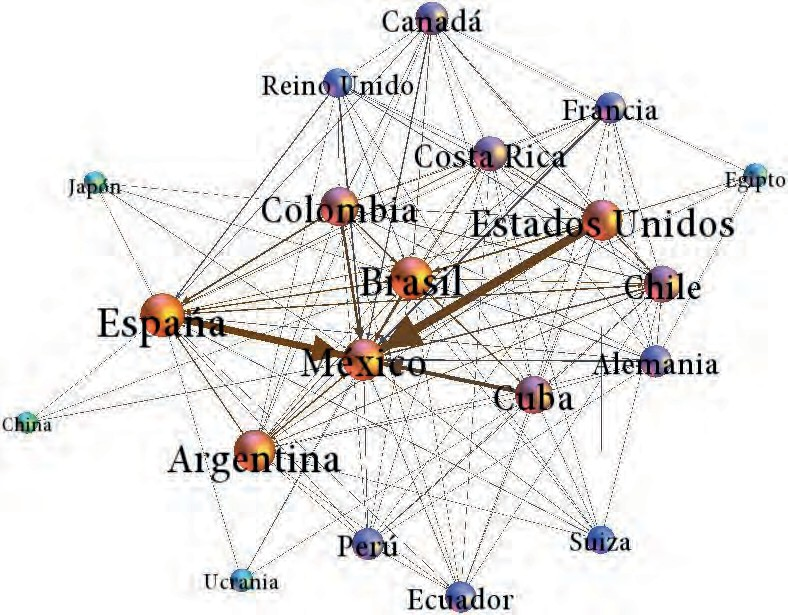 Canadá
Reino Unido
Francia
Costa Rica
Japón
Egipto
Colombia
Estados Unidos
Brasil
Chile
España
México
Alemania
Cuba
China
Argentina
Perú
Suiza
Ucrania
Ecuador